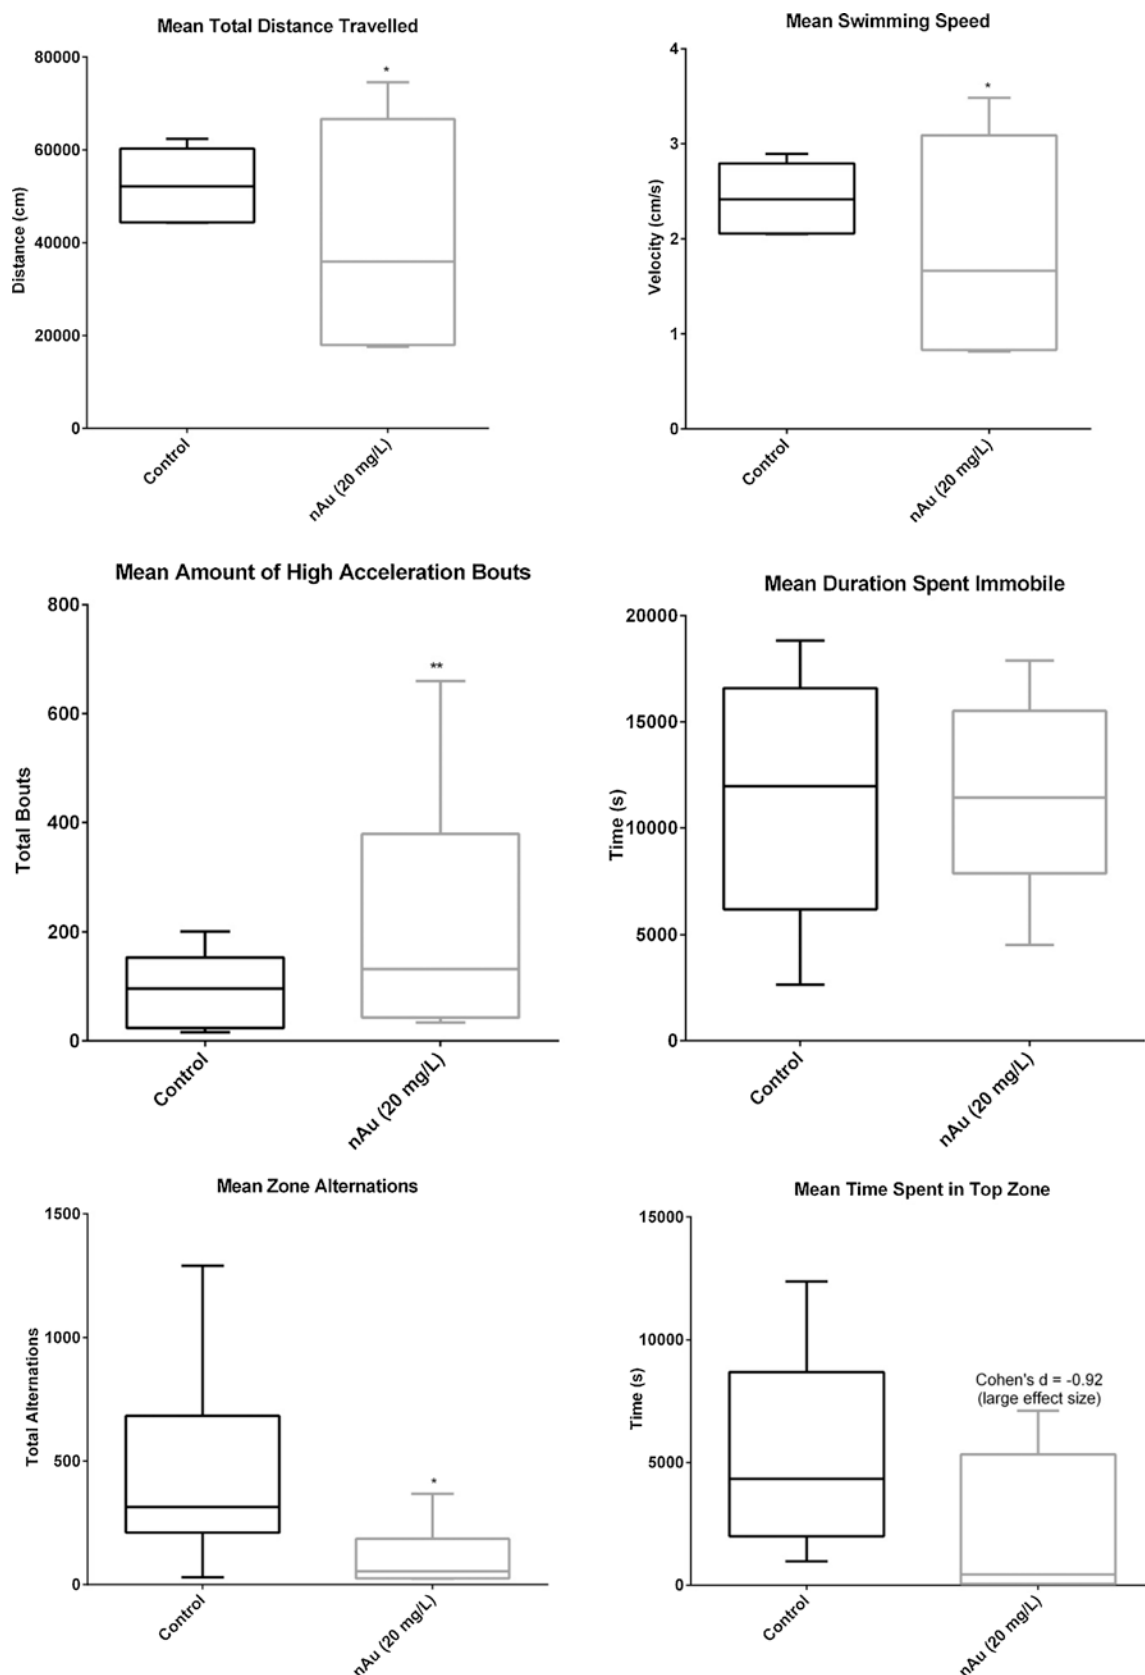 Mean Total Distance Travelled
80000
60000
40000
20000
0
Distance (cm)
*
Control
nAu (20 mg/L)
Mean Swimming Speed
4
3
2
1
0
Velocity (cm/s)
*
Control
nAu (20 mg/L)
Mean Amount of High Acceleration Bouts
800
600
400
200
0
Total Bouts
**
Control
nAu (20 mg/L)
Mean Duration Spent Immobile
20000
15000
10000
5000
0
Time (s)
Control
nAu (20 mg/L)
Mean Zone Alternations
1500
1000
500
0
Total Alternations
*
Control
nAu (20 mg/L)
Mean Time Spent in Top Zone
15000
10000
5000
0
Time (s)
Cohen's d = -0.92
(large effect size)
Control
nAu (20 mg/L)